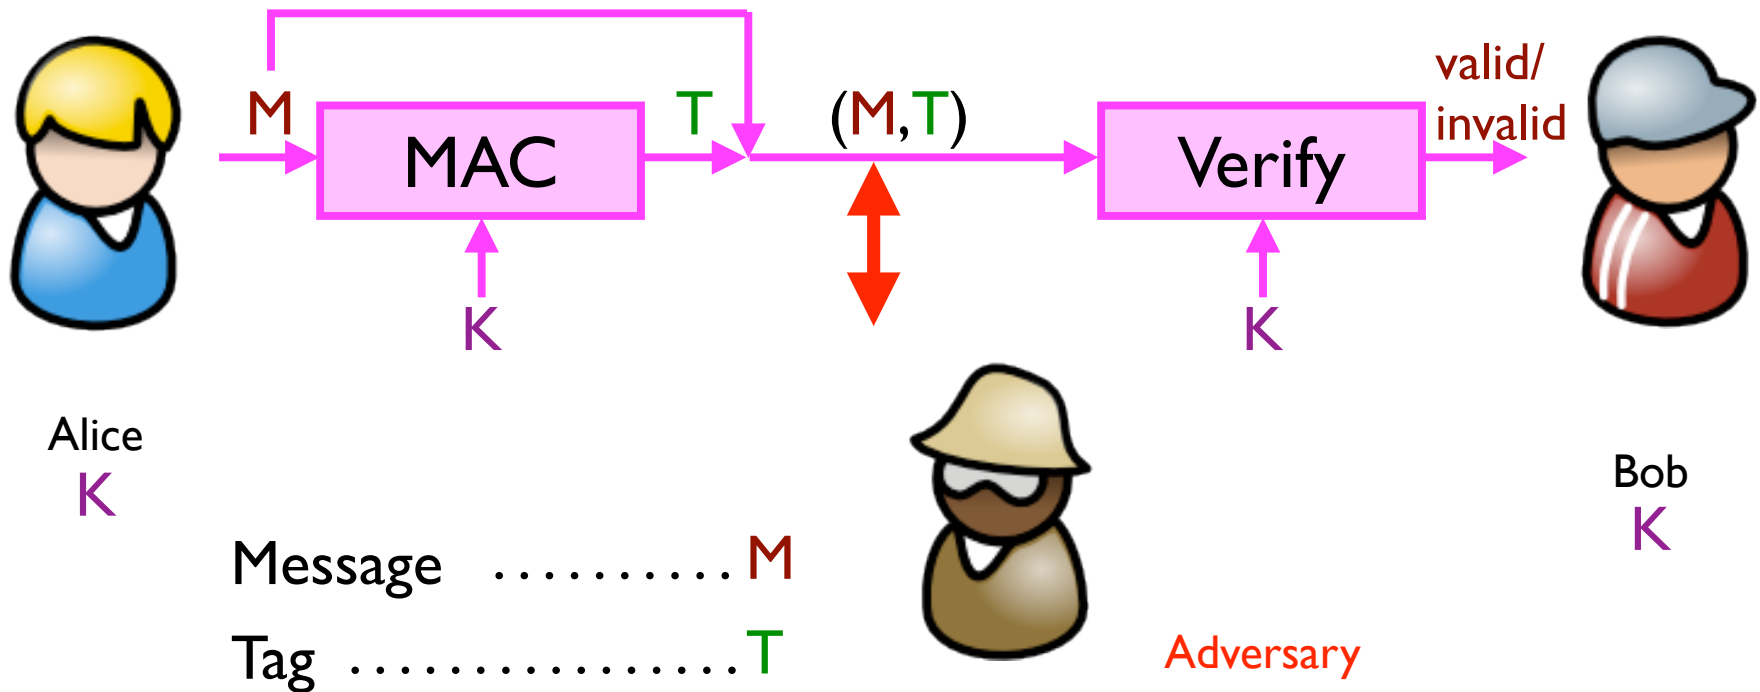 M
MAC
T
(M,T)
Verify
valid/
invalid
K
K
Alice
K
Bob
K
Message .......... M
Tag ................ T
Adversary